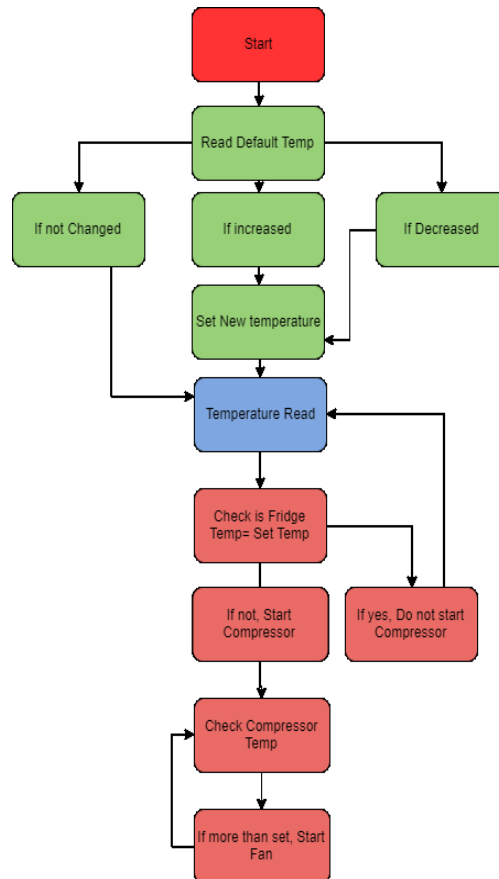 Start
Read Default Temp
If not Changed
If increased
If Decreased
Set New temperature
Temperature Read
Check is Fridge
Temp= Set Temp
If not, Start
Compressor
If yes, Do not start
Compressor
Check Compressor
Temp
If more than set, Start
Fan